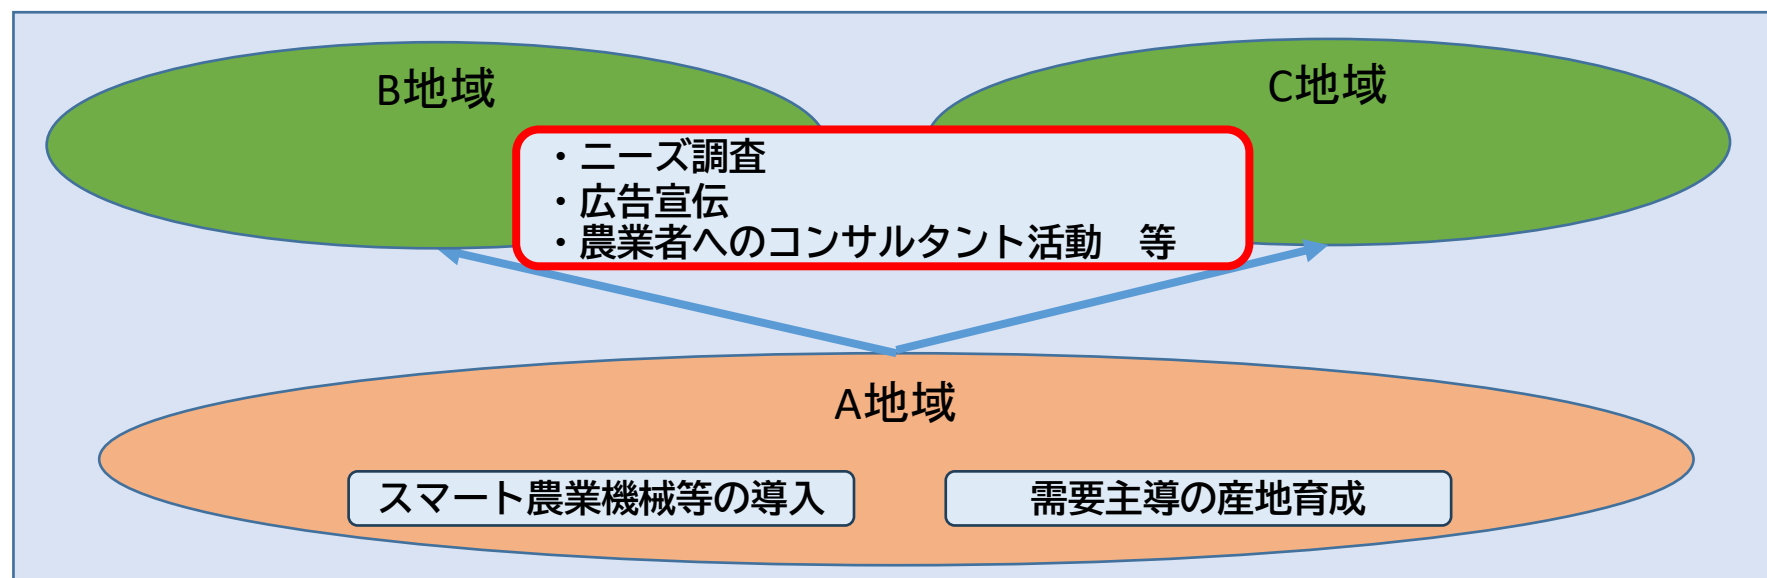 B地域
C地域
・ニーズ調査
・広告宣伝
・農業者へのコンサルタント活動　等
A地域
スマート農業機械等の導入
需要主導の産地育成